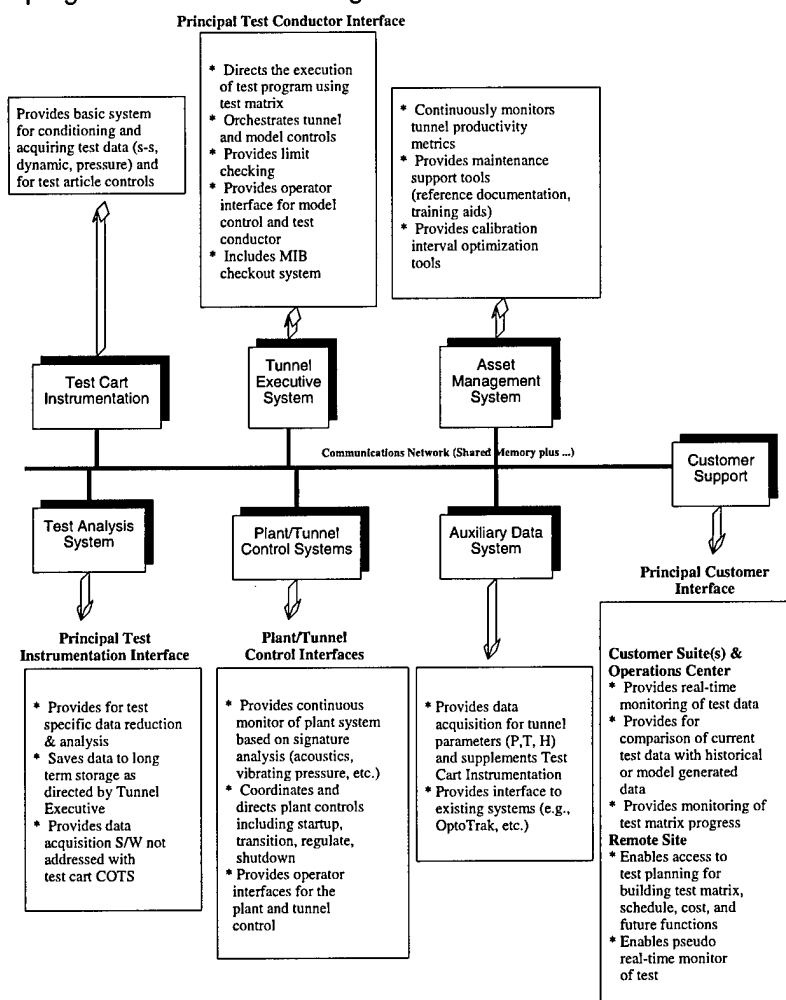 Principal Test Conductor Interface
Provides basic system
for conditioning and
acquiring test data (s-s,
dynamic, pressure) and
for test article controls
* Directs the execution
of test program using
test matrix
* Orchestrates tunnel
and model controls
* Provides limit
checking
* Provides operator
interface for model
control and test
conductor
* Includes MIB
checkout system
* Continuously monitors
tunnel productivity
metrics
* Provides maintenance
support tools
(reference documentation,
training aids)
* Provides calibration
interval optimization
tools
Test Cart
Instrumentation
Tunnel
Executive
System
Asset
Management
System
Communications Network (Shared Memory plus ...)
Customer
Support
Test Analysis
System
Plant/Tunnel
Control Systems
Auxiliary Data
System
Principal Test
Instrumentation Interface
* Provides for test
specific data reduction
& analysis
* Saves data to long
term storage as
directed by Tunnel
Executive
* Provides data
acquisition S/W not
addressed with
test cart COTS
Plant/Tunnel
Control Interfaces
* Provides continuous
monitor of plant system
based on signature
analysis (acoustics,
vibrating pressure, etc.)
* Coordinates and
directs plant controls
including startup,
transition, regulate,
shutdown
* Provides operator
interfaces for the
plant and tunnel
control
* Provides data
acquisition for tunnel
parameters (P,T, H)
and supplements Test
Cart Instrumentation
* Provides interface to
existing systems (e.g.,
OptoTrak, etc.)
Principal Customer
Interface
Customer Suite(s) &
Operations Center
* Provides real-time
monitoring of test data
* Provides for
comparison of current
test data with historical
or model generated
data
* Provides monitoring of
test matrix progress
Remote Site
* Enables access to
test planning for
building test matrix,
schedule, cost, and
future functions
* Enables pseudo
real-time monitor
of test